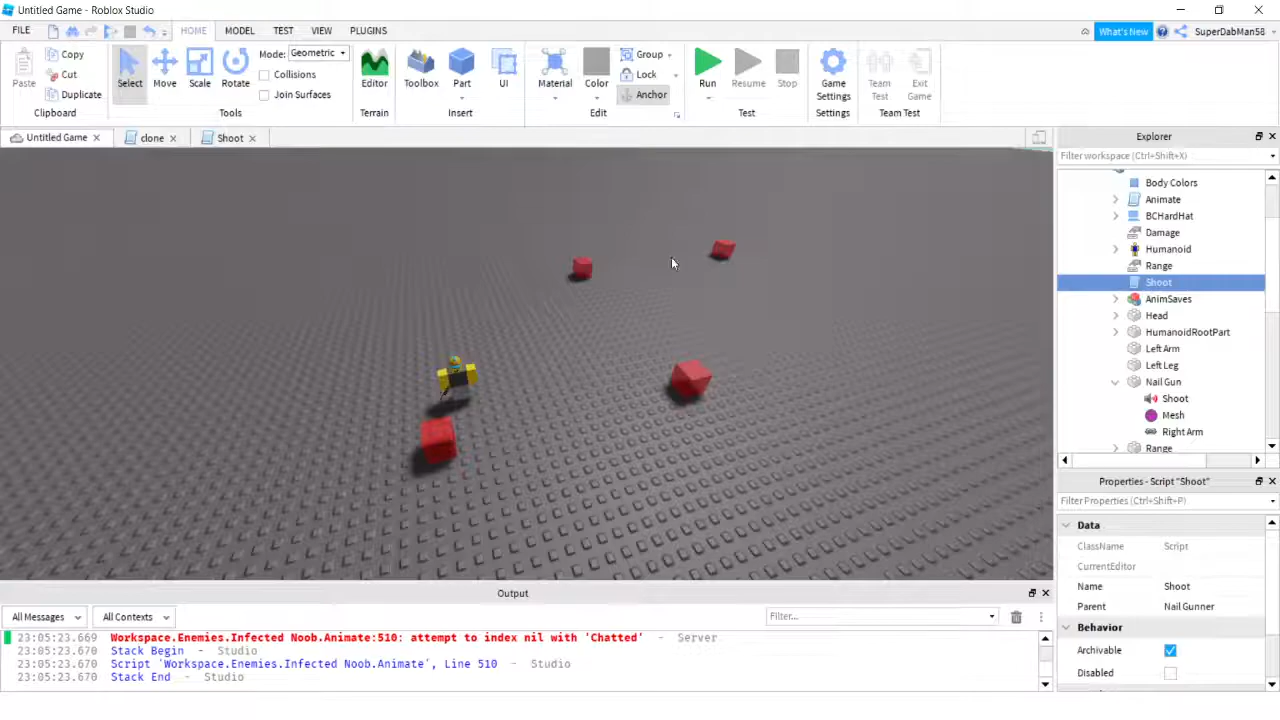 Untitled Game - Roblox Studio
FILE HOME MODEL TEST VIEW PLUGINS What's New SuperDabMan58
Paste Copy Cut Duplicate Clipboard
Select Move Scale Rotate Mode: Geometric Collisions Join Surfaces Tools
Editor Terrain
Toolbox Part UI Insert
Material Color Group Lock Anchor Edit
Run Resume Stop Test
Game Settings Settings
Team Test Exit Game Team Test
Untitled Game clone Shoot
Explorer
Filter workspace (Ctrl+Shift+X)
Body Colors
Animate
BCHardHat
Damage
Humanoid
Range
Shoot
AnimSaves
Head
HumanoidRootPart
Left Arm
Left Leg
Nail Gun
Shoot
Mesh
Right Arm
Range
Properties - Script "Shoot"
Filter Properties (Ctrl+Shift+P)
Data
ClassName Script
CurrentEditor
Name Shoot
Parent Nail Gunner
Behavior
Archivable
Disabled
Output
All Messages All Contexts Filter...
23:05:23.669 Workspace.Enemies.Infected Noob.Animate:510: attempt to index nil with 'Chatted' - Server
23:05:23.670 Stack Begin - Studio
23:05:23.670 Script 'Workspace.Enemies.Infected Noob.Animate', Line 510 - Studio
23:05:23.670 Stack End - Studio